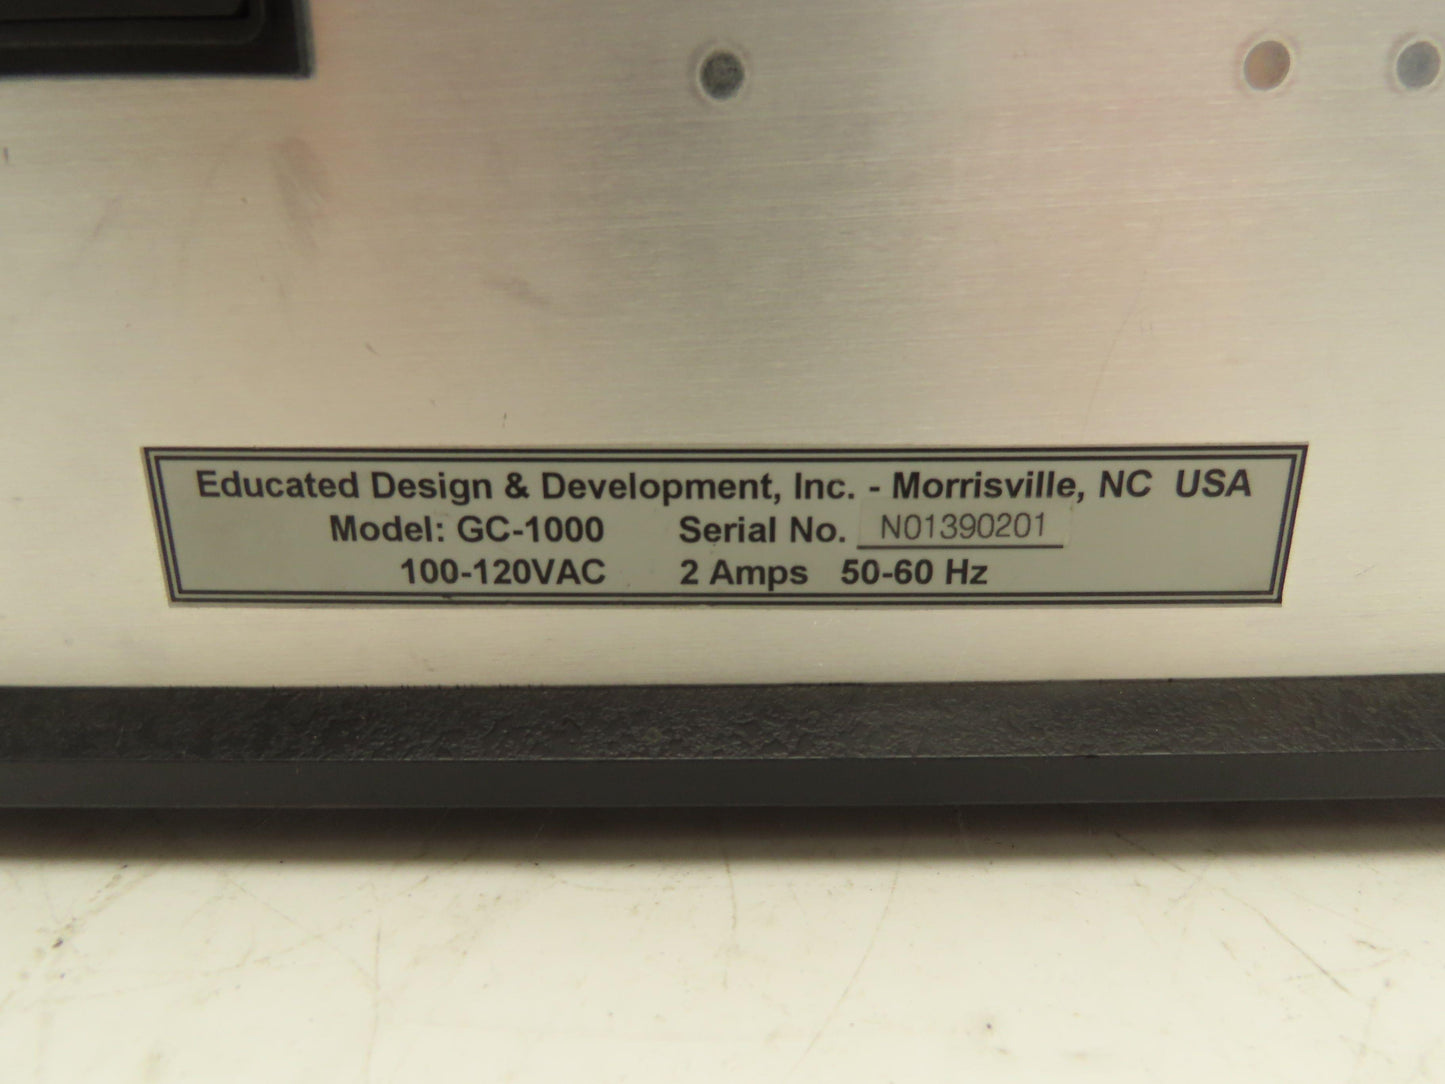 Educated Design & Development, Inc. - Morrisville, NC USA
Model: GC-1000 Serial No. N01390201
100-120VAC 2 Amps 50-60 Hz